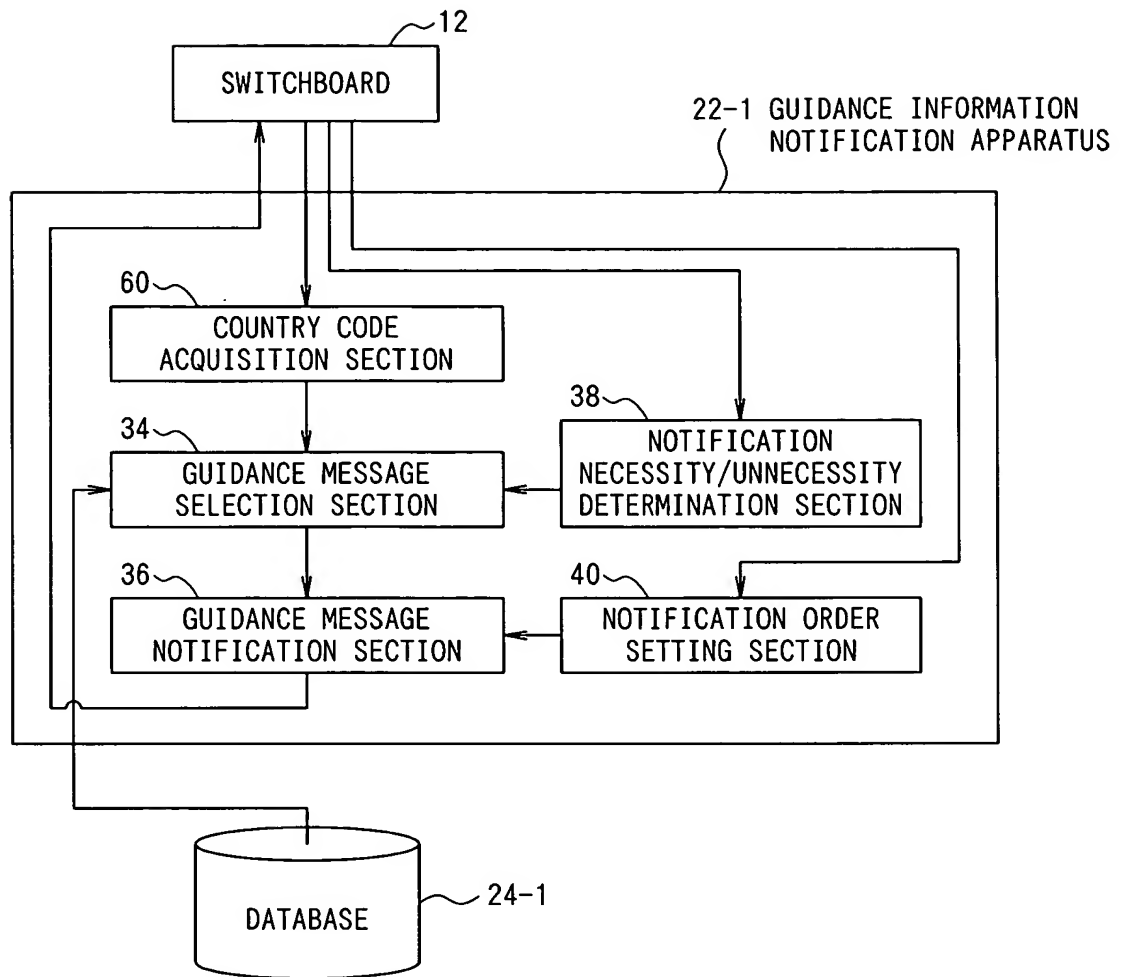 12
SWITCHBOARD
22-1 GUIDANCE INFORMATION
NOTIFICATION APPARATUS
60
COUNTRY CODE
ACQUISITION SECTION
34
GUIDANCE MESSAGE
SELECTION SECTION
38
NOTIFICATION
NECESSITY/UNNECESSITY
DETERMINATION SECTION
36
GUIDANCE MESSAGE
NOTIFICATION SECTION
40
NOTIFICATION ORDER
SETTING SECTION
DATABASE
24-1